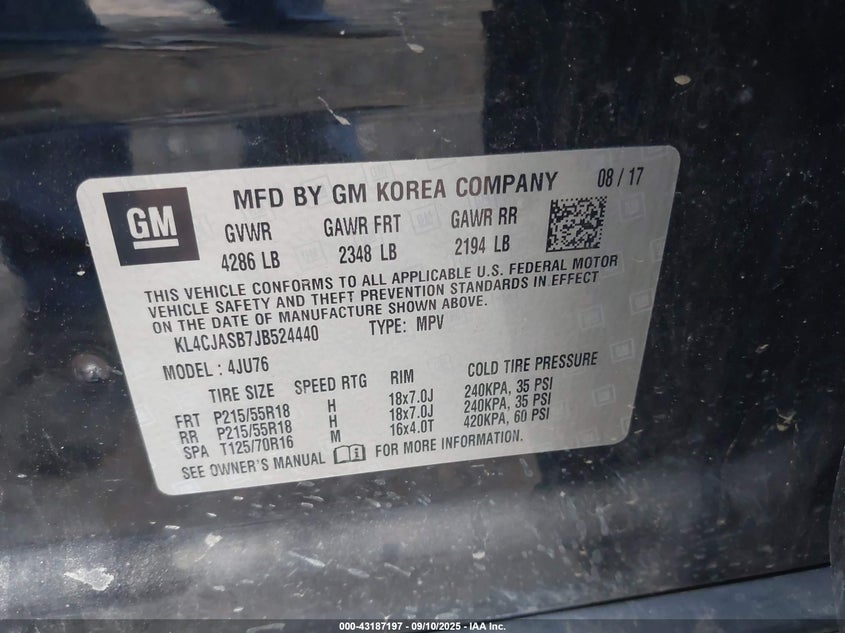 GM
MFD BY GM KOREA COMPANY 08 / 17
GVWR GAWR FRT GAWR RR
4286 LB 2348 LB 2194 LB
THIS VEHICLE CONFORMS TO ALL APPLICABLE U.S. FEDERAL MOTOR
VEHICLE SAFETY AND THEFT PREVENTION STANDARDS IN EFFECT
ON THE DATE OF MANUFACTURE SHOWN ABOVE.
KL4CJASB7JB524440 TYPE: MPV
MODEL : 4JU76
TIRE SIZE SPEED RTG RIM COLD TIRE PRESSURE
FRT P215/55R18 H 18x7.0J 240KPA, 35 PSI
RR P215/55R18 H 18x7.0J 240KPA, 35 PSI
SPA T125/70R16 M 16x4.0T 420KPA, 60 PSI
SEE OWNER'S MANUAL FOR MORE INFORMATION.
000-43187197 - 09/10/2025 - IAA Inc.